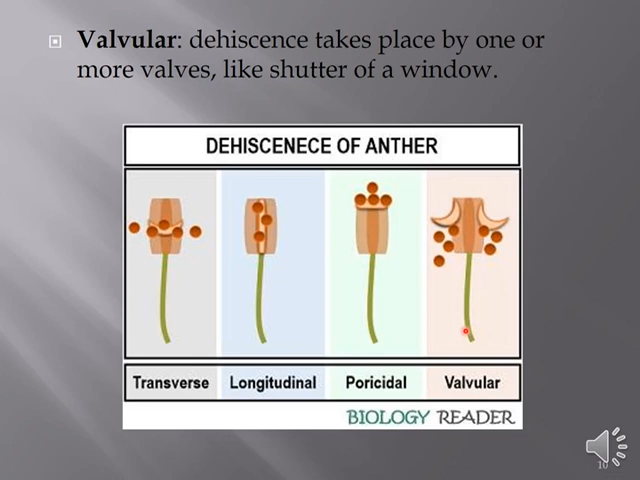 Valvular: dehiscence takes place by one or
more valves, like shutter of a window.
DEHISCENECE OF ANTHER
Transverse
Longitudinal
Poricidal
Valvular
BIOLOGY READER
10